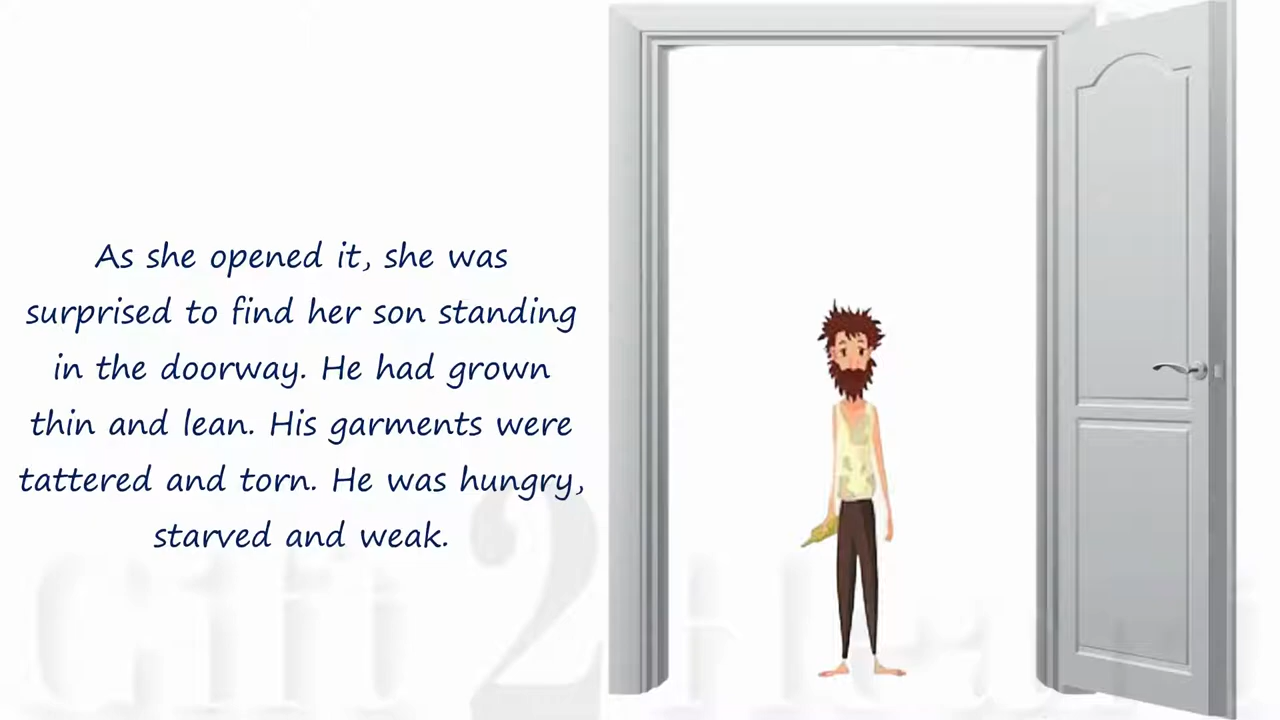 As she opened it, she was
surprised to find her son standing
in the doorway. He had grown
thin and lean. His garments were
tattered and torn. He was hungry,
starved and weak.